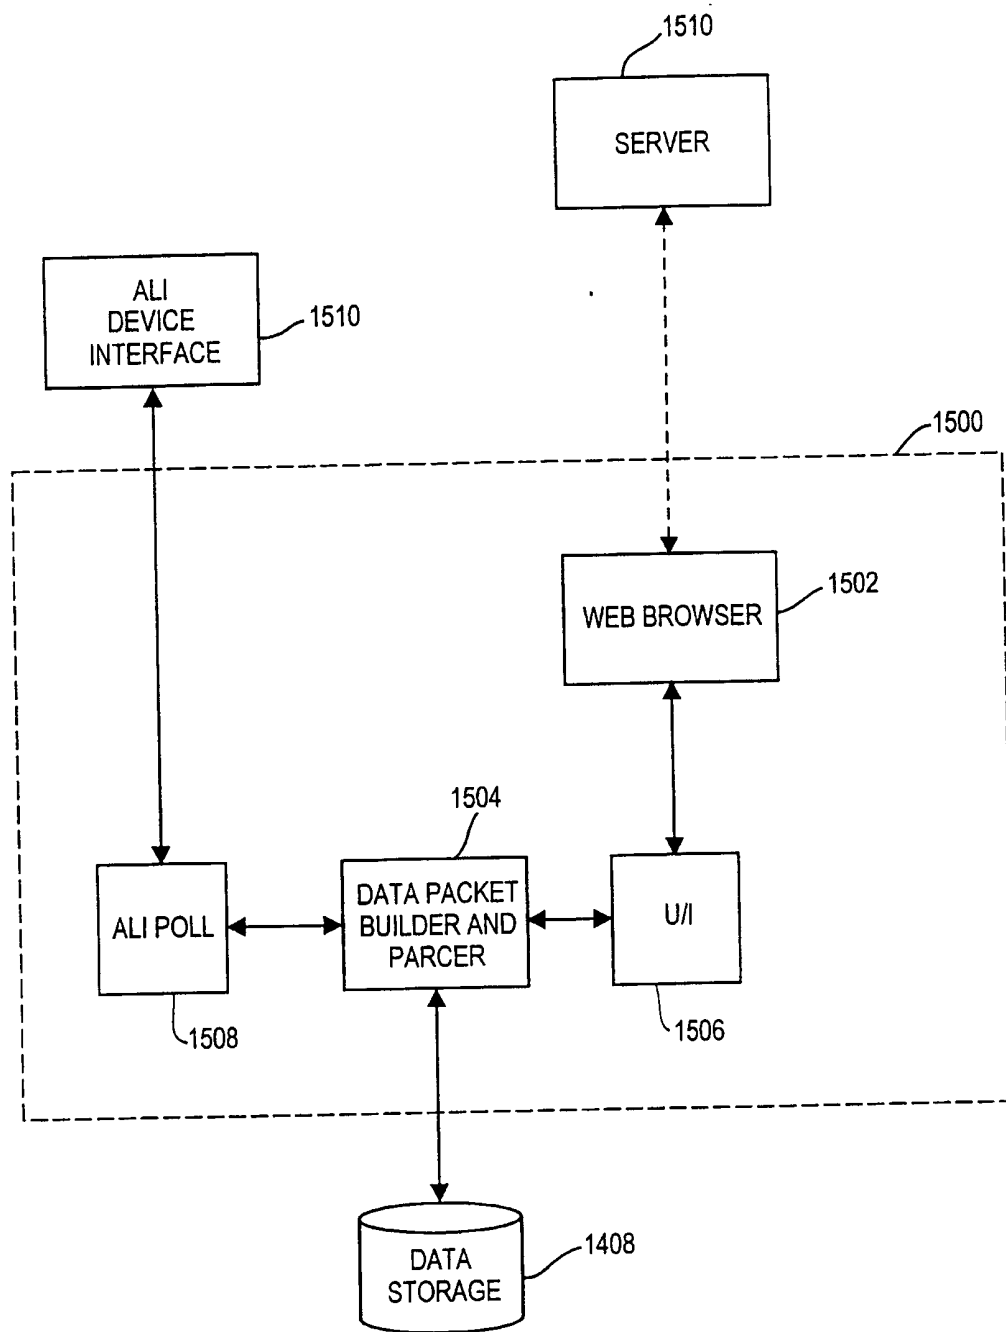 1510
SERVER
ALI
DEVICE
INTERFACE
1510
1500
WEB BROWSER
1502
1504
ALI POLL
DATA PACKET
BUILDER AND
PARCER
U/I
1508
1506
DATA
STORAGE
1408